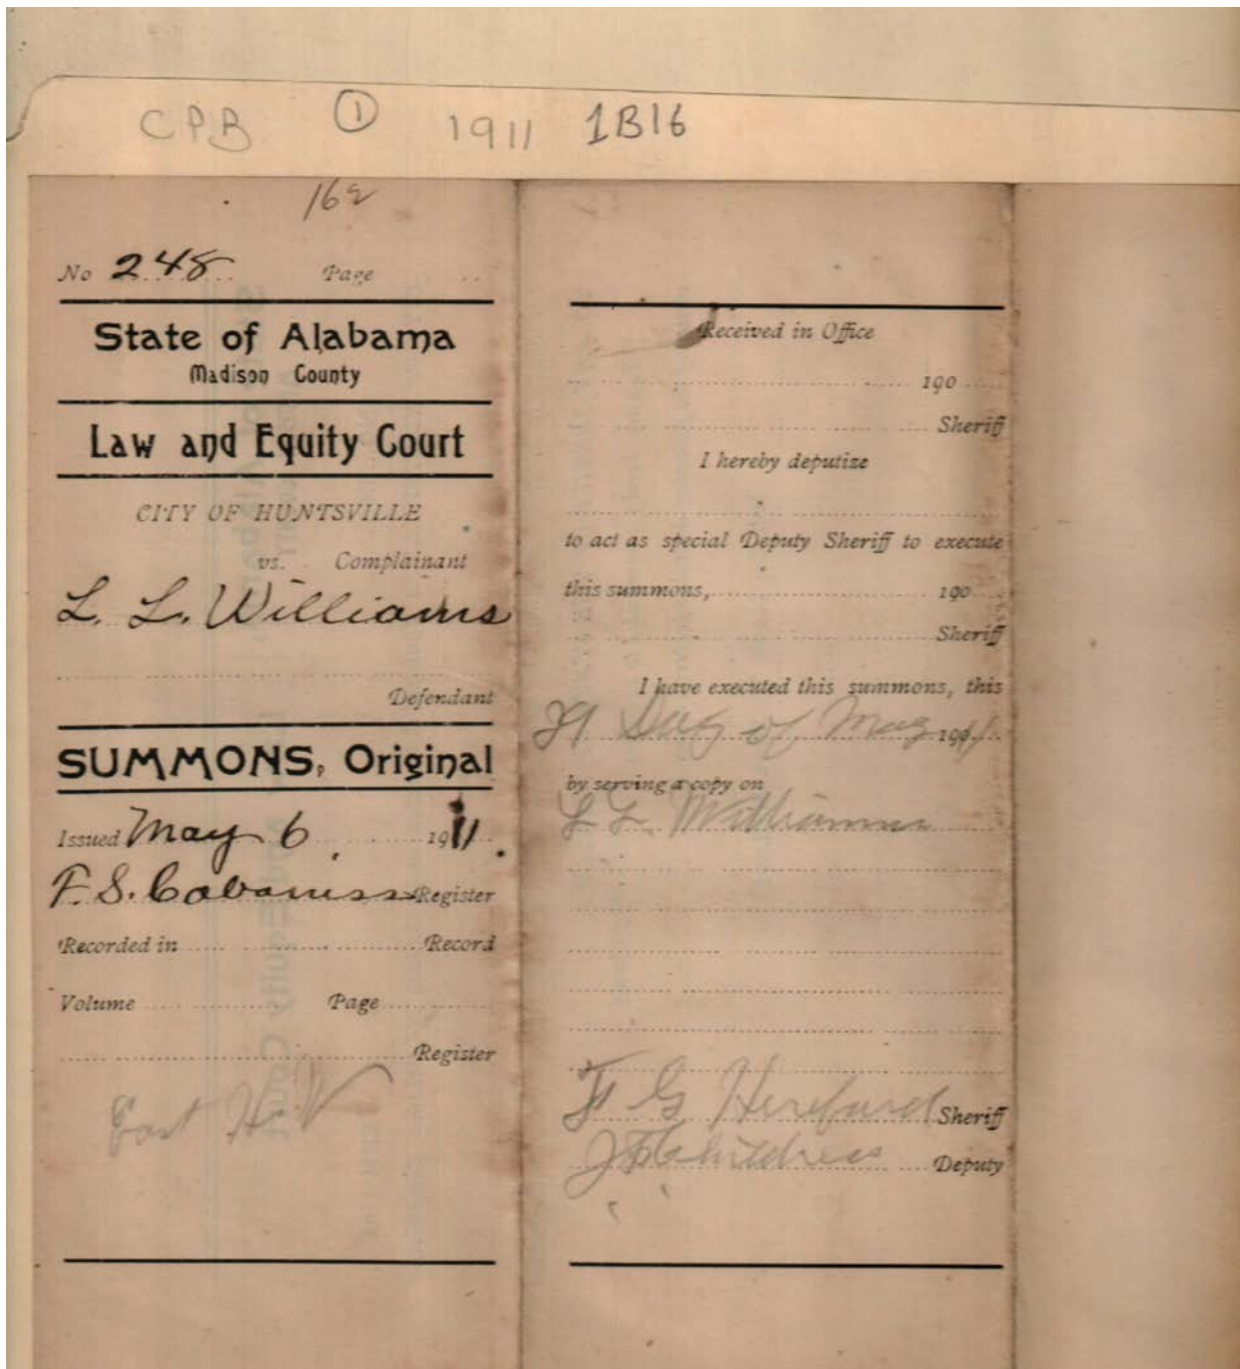 CPB 1 1911 1B16
162
No 248 Page
State of Alabama
Madison County
Law and Equity Court
CITY OF HUNTSVILLE
vs. Complainant
L. L. Williams
Defendant
SUMMONS, Original
Issued May 6 1911.
F. S. Cabaniss Register
Recorded in Record
Volume Page
Register
East
Received in Office
190
Sheriff
I hereby deputize
to act as special Deputy Sheriff to execute
this summons, 190
Sheriff
I have executed this summons, this
Day of May 1911
by serving a copy on
L L Williams
F G Hereford Sheriff
Childress Deputy